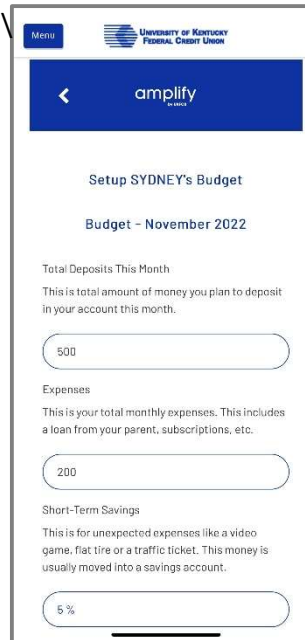 \
Menu
University of Kentucky
Federal Credit Union
amplify
Setup SYDNEY's Budget
Budget - November 2022
Total Deposits This Month
This is total amount of money you plan to deposit
in your account this month.
500
Expenses
This is your total monthly expenses. This includes
a loan from your parent, subscriptions, etc.
200
Short-Term Savings
This is for unexpected expenses like a video
game, flat tire or a traffic ticket. This money is
usually moved into a savings account.
5 %